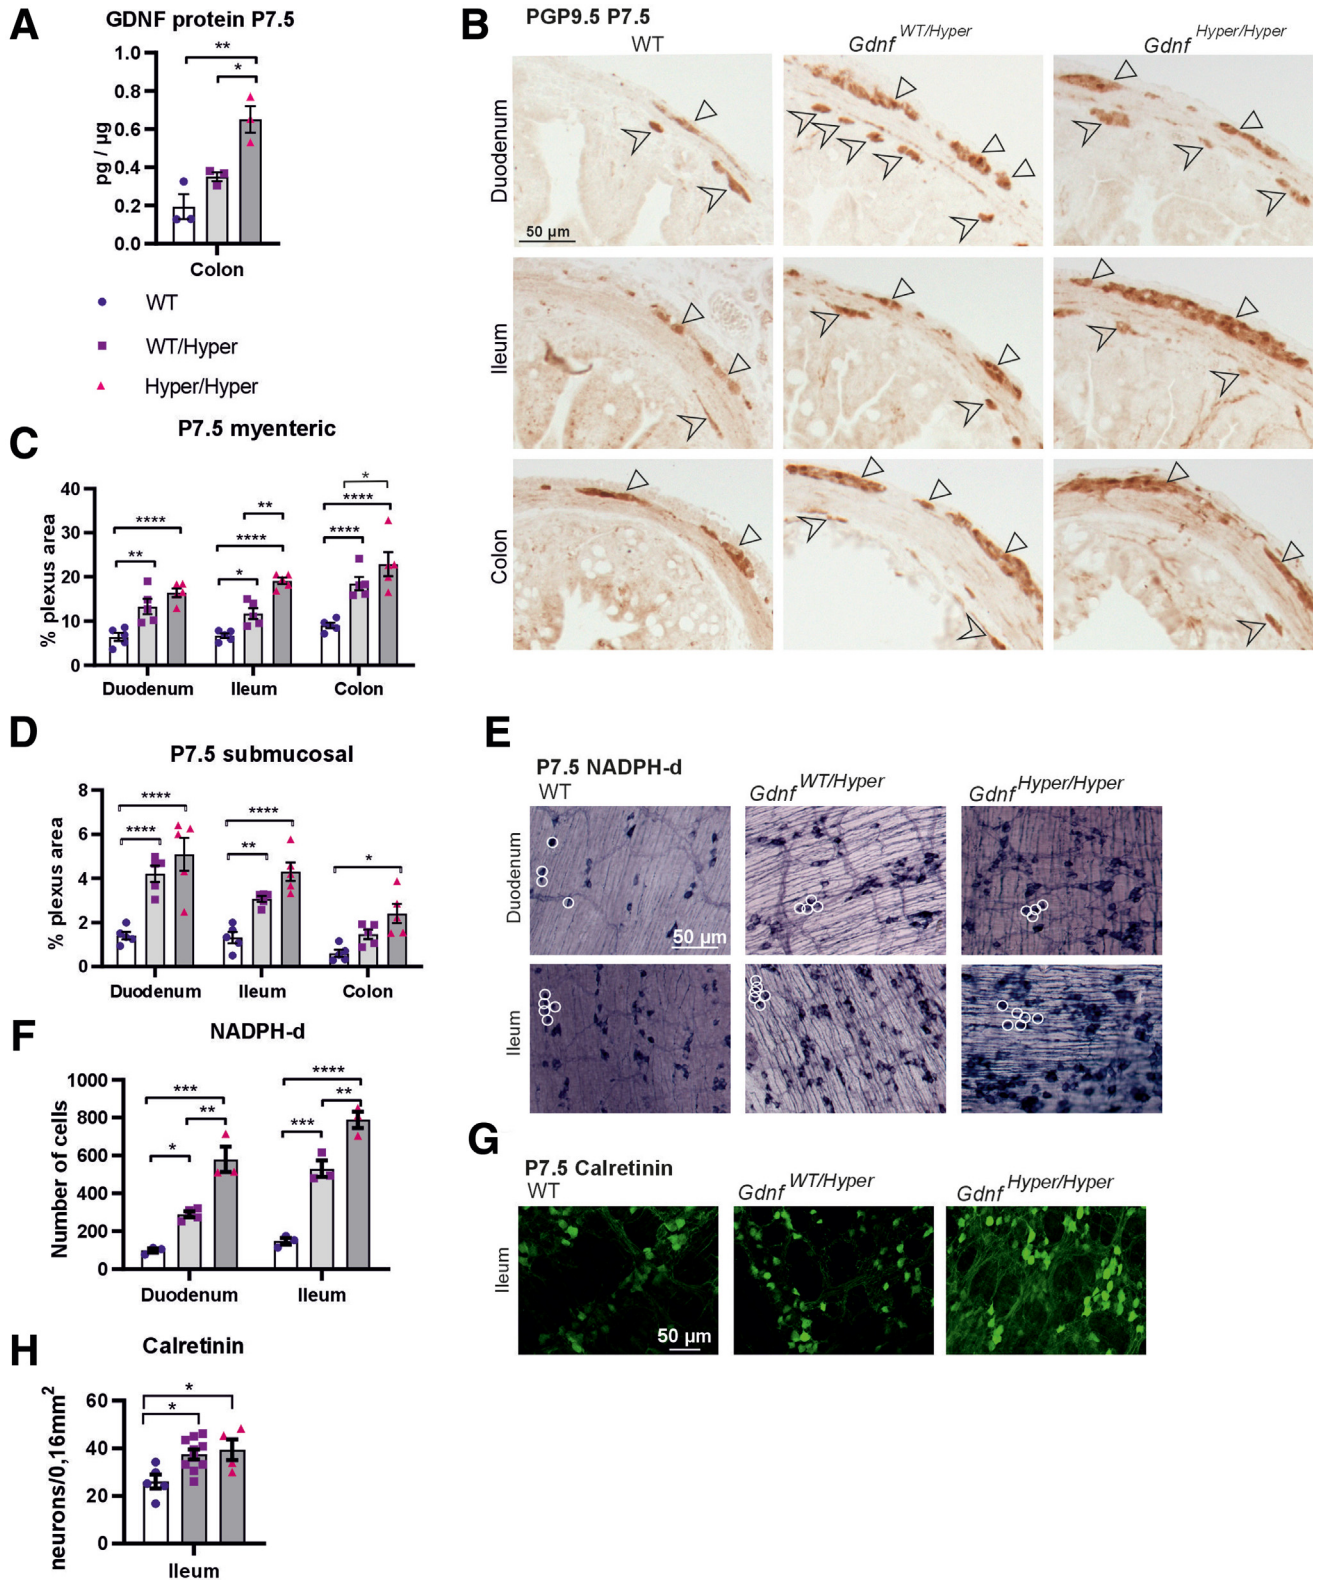 A
GDNF protein P7.5
pg / µg
1.0
0.8
0.6
0.4
0.2
0.0
**
*
Colon
WT
WT/Hyper
Hyper/Hyper
B
PGP9.5 P7.5
WT
Gdnf WT/Hyper
Gdnf Hyper/Hyper
Duodenum
50 µm
Ileum
Colon
C
P7.5 myenteric
% plexus area
40
30
20
10
0
****
**
**
****
*
*
****
****
Duodenum Ileum Colon
D
P7.5 submucosal
% plexus area
8
6
4
2
0
****
****
****
**
*
Duodenum Ileum Colon
E
P7.5 NADPH-d
WT
Gdnf WT/Hyper
Gdnf Hyper/Hyper
Duodenum
50 µm
Ileum
F
NADPH-d
Number of cells
1000
800
600
400
200
0
***
**
*
****
**
***
Duodenum Ileum
G
P7.5 Calretinin
WT
Gdnf WT/Hyper
Gdnf Hyper/Hyper
Ileum
50 µm
H
Calretinin
neurons/0,16mm2
60
40
20
0
*
*
Ileum